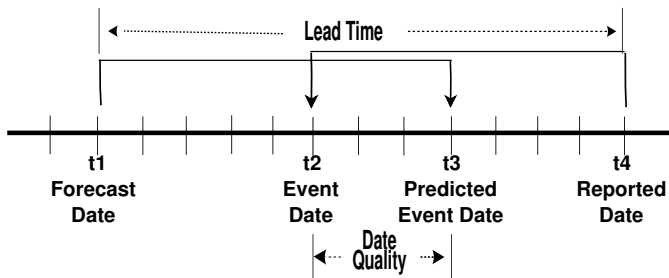 Lead Time
t1 t2 t3 t4
Forecast Event Predicted Reported
Date Date Event Date Date
Date
Quality